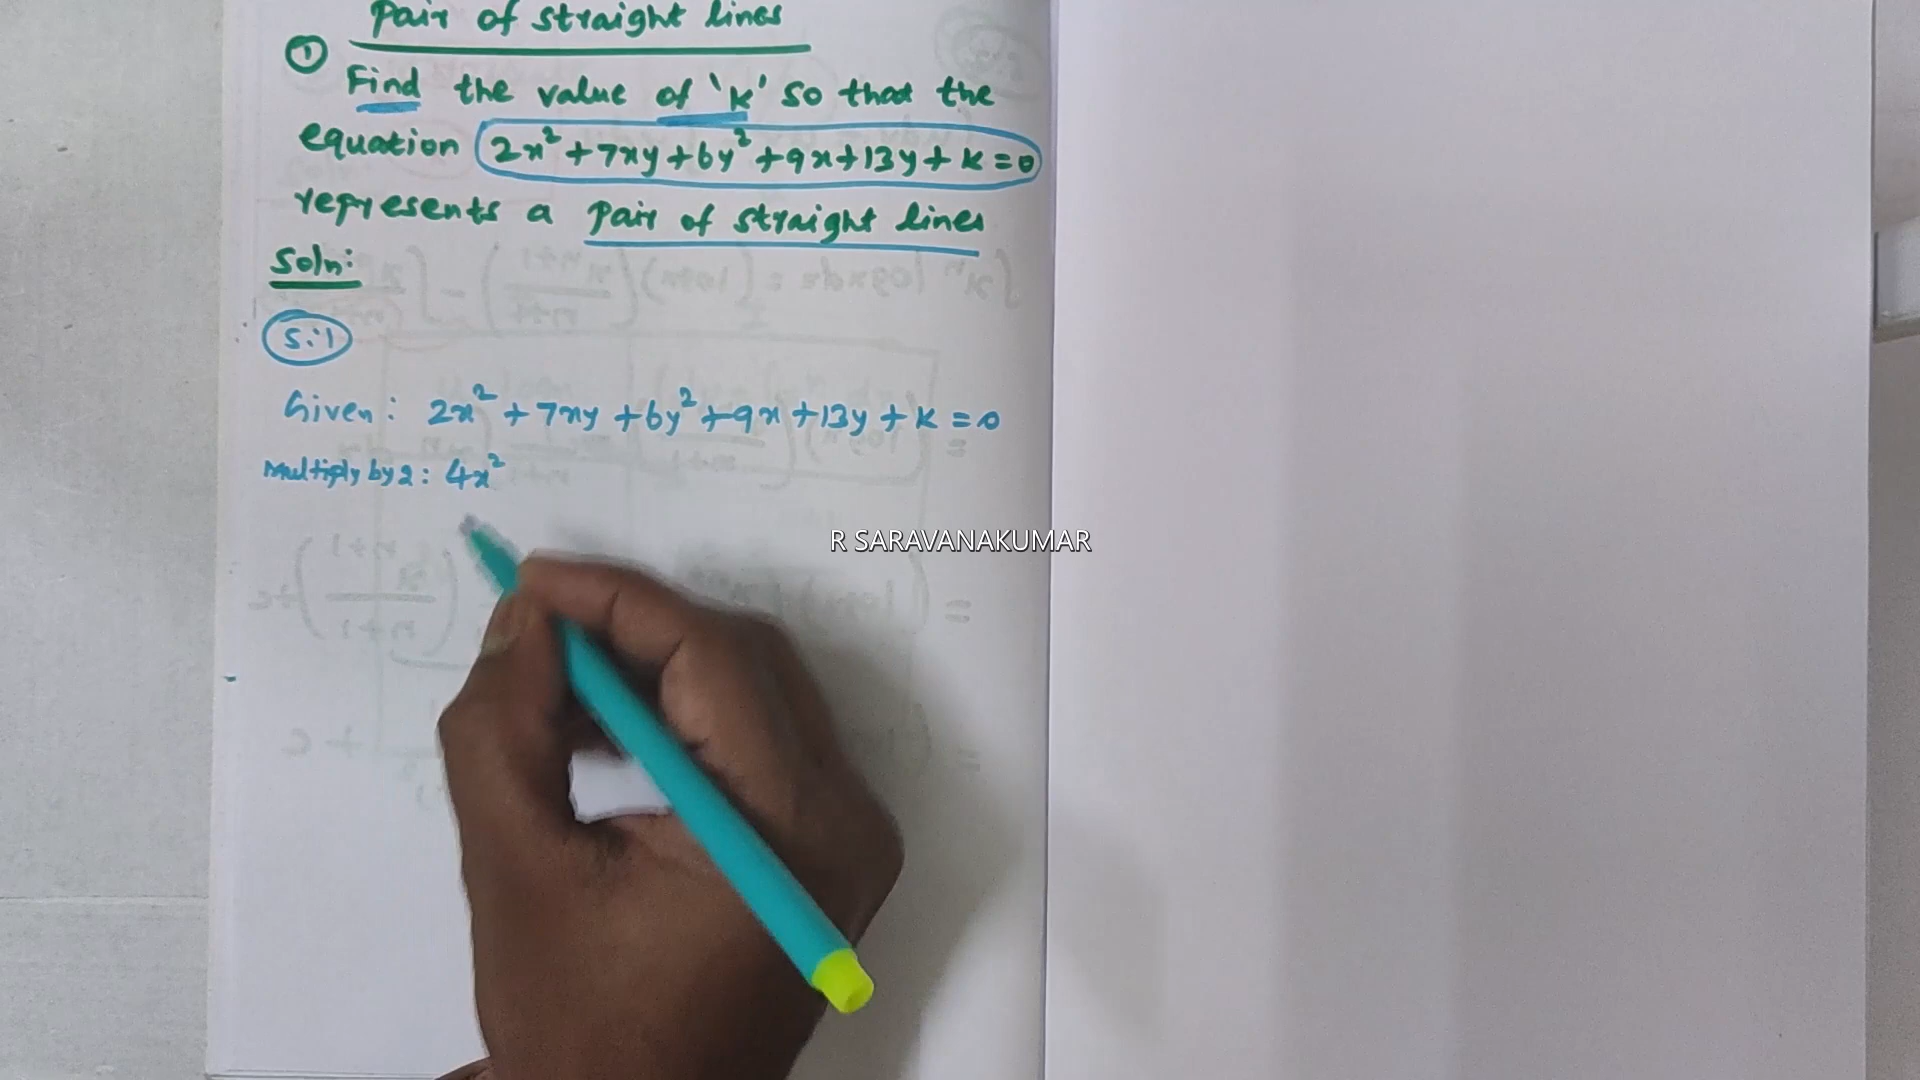 Pair of straight lines
① Find the value of 'k' so that the
equation 2x² + 7xy + 6y² + 9x + 13y + k = 0
represents a pair of straight lines
Soln:
S:1
Given: 2x² + 7xy + 6y² + 9x + 13y + k = 0
Multiply by 2: 4x²
R SARAVANAKUMAR